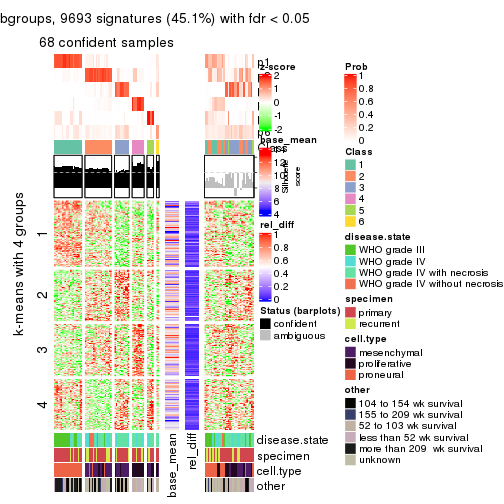 bgroups, 9693 signatures (45.1%) with fdr < 0.05
68 confident samples
p1
z-score
2
1
0
-1
-2
Prob
1
0.8
0.6
0.4
0.2
0
base_mean
14
12
10
8
6
4
Silhouette
score
Class
1
2
3
4
5
6
rel_diff
1
0.8
0.6
0.4
0.2
0
disease.state
WHO grade III
WHO grade IV
WHO grade IV with necrosis
WHO grade IV without necrosis
specimen
primary
recurrent
Status (barplots)
confident
ambiguous
cell.type
mesenchymal
proliferative
proneural
other
104 to 154 wk survival
155 to 209 wk survival
52 to 103 wk survival
less than 52 wk survival
more than 209 wk survival
unknown
k-means with 4 groups
1
2
3
4
disease.state
specimen
cell.type
other
base_mean
rel_diff